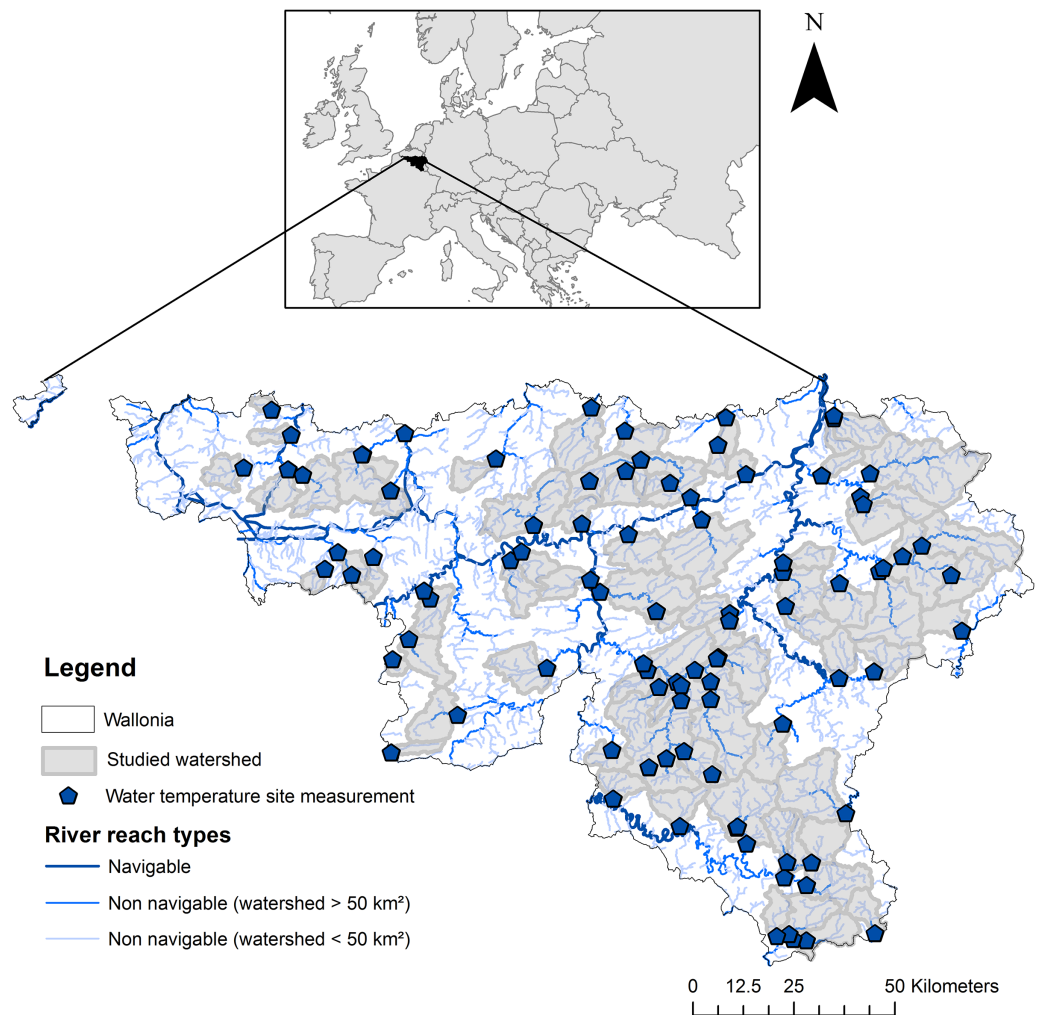 N
Legend
Wallonia
Studied watershed
Water temperature site measurement
River reach types
Navigable
Non navigable (watershed > 50 km²)
Non navigable (watershed < 50 km²)
0 12.5 25 50 Kilometers